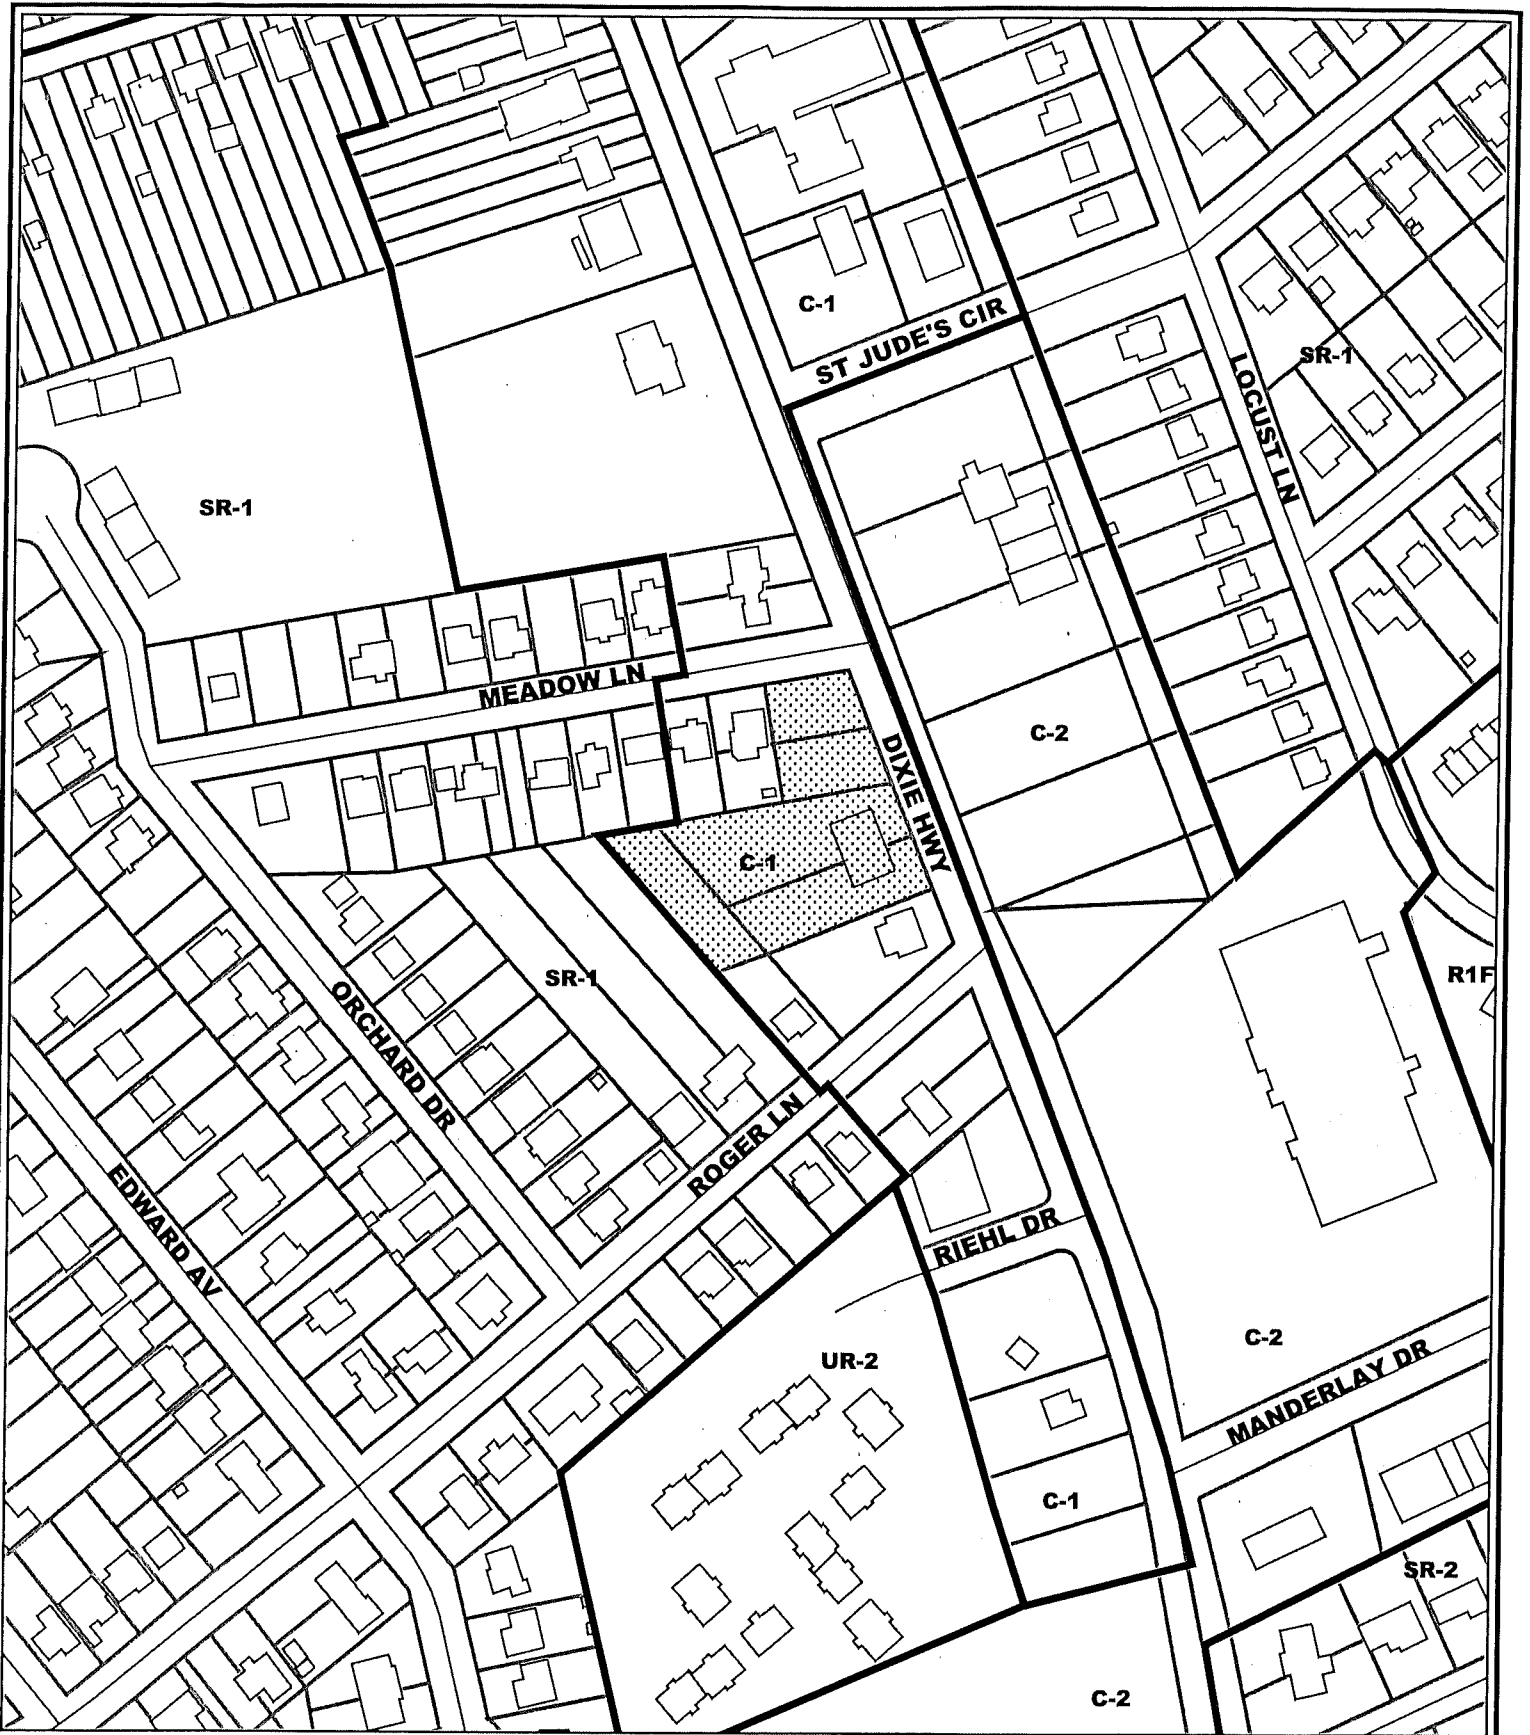 C-1
ST JUDE'S CIR
SR-1
LOCUST LN
SR-1
MEADOW LN
C-2
DIXIE HWY
C-1
SR-1
R1F
ORCHARD DR
ROGER LN
EDWARD AV
RIEHL DR
C-2
UR-2
MANDERLAY DR
C-1
SR-2
C-2